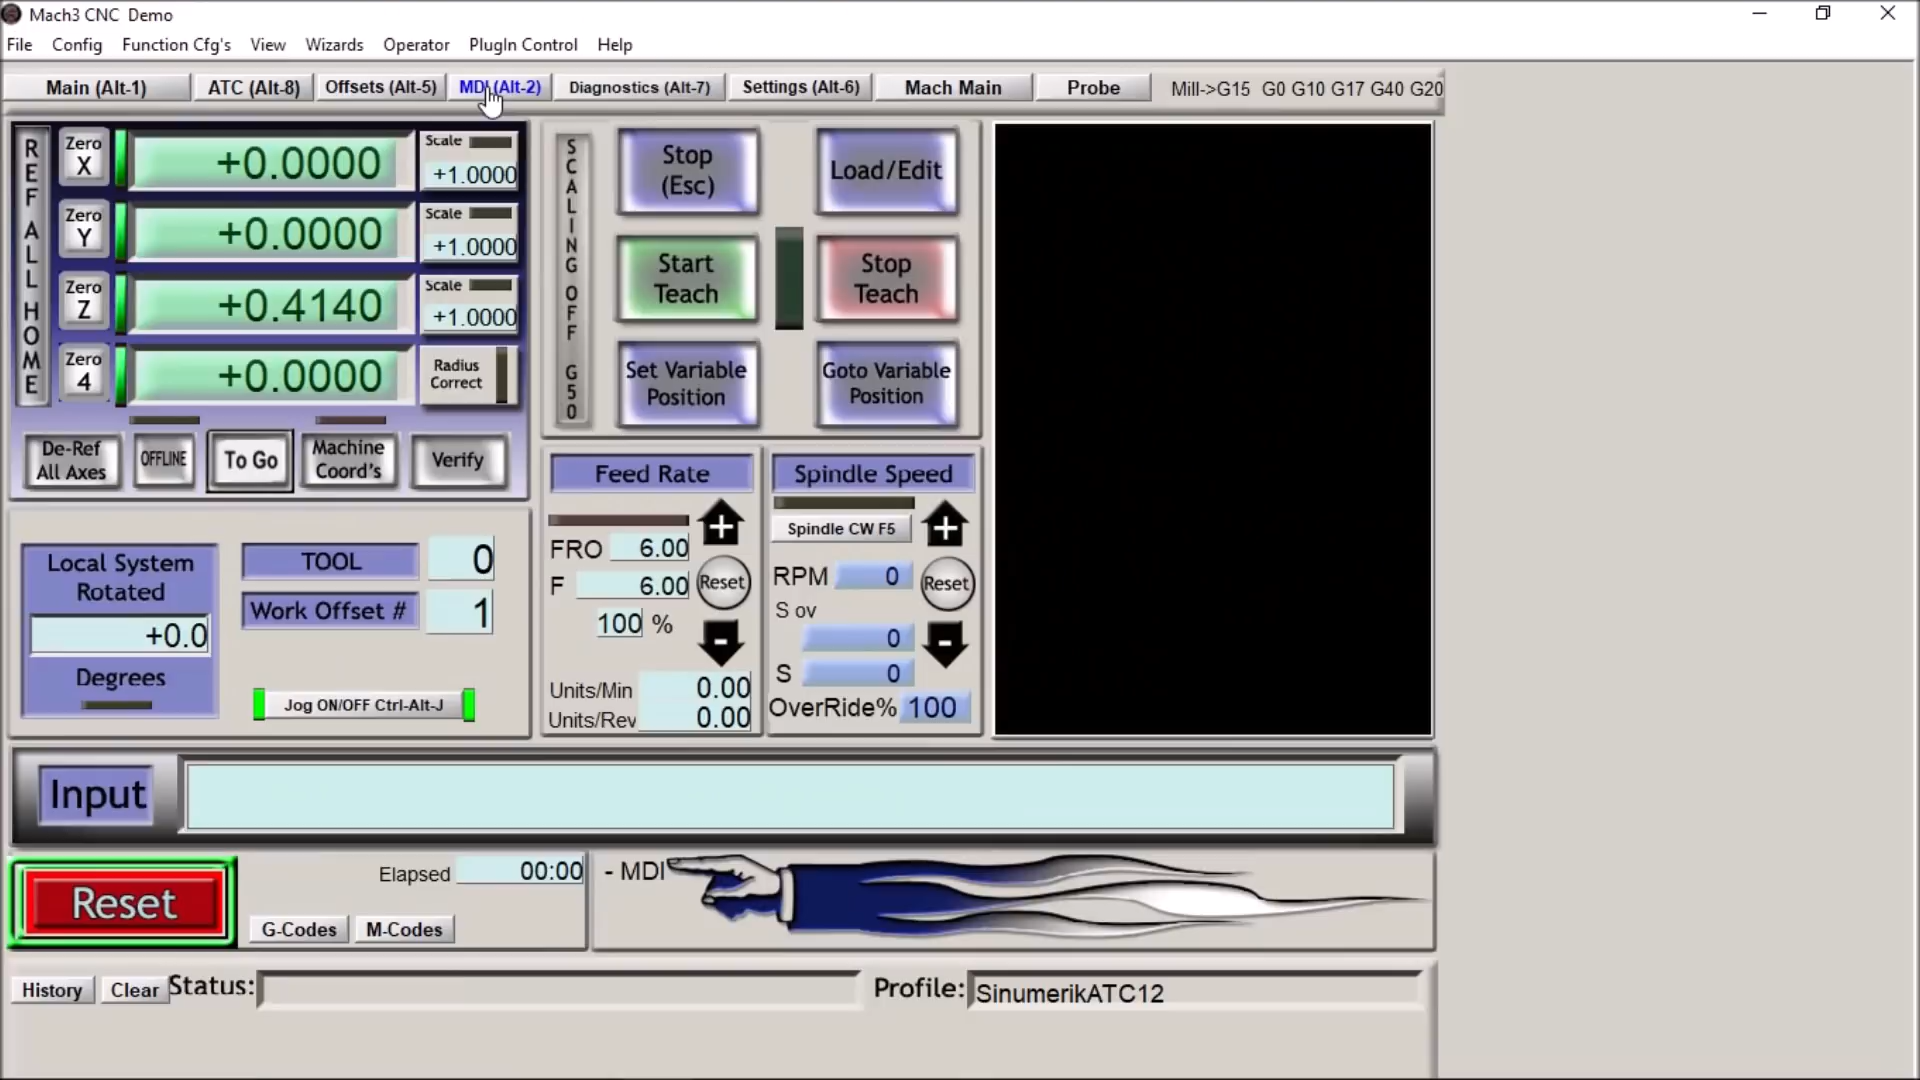 Mach3 CNC Demo
File Config Function Cfg's View Wizards Operator PlugIn Control Help
Main (Alt-1) ATC (Alt-8) Offsets (Alt-5) MDI (Alt-2) Diagnostics (Alt-7) Settings (Alt-6) Mach Main Probe Mill->G15 G0 G10 G17 G40 G20
REF ALL HOME
Zero X +0.0000 Scale +1.0000
Zero Y +0.0000 Scale +1.0000
Zero Z +0.4140 Scale +1.0000
Zero 4 +0.0000 Radius Correct
De-Ref All Axes OFFLINE To Go Machine Coord's Verify
SCALING OFF G50
Stop (Esc) Load/Edit
Start Teach Stop Teach
Set Variable Position Goto Variable Position
Local System Rotated
+0.0
Degrees
TOOL 0
Work Offset # 1
Jog ON/OFF Ctrl-Alt-J
Feed Rate
+
FRO 6.00
F 6.00 Reset
100 %
-
Units/Min 0.00
Units/Rev 0.00
Spindle Speed
Spindle CW F5 +
RPM 0 Reset
S ov
0 -
S 0
OverRide% 100
Input
Reset
Elapsed 00:00
G-Codes M-Codes
- MDI
History Clear Status: Profile: SinumerikATC12